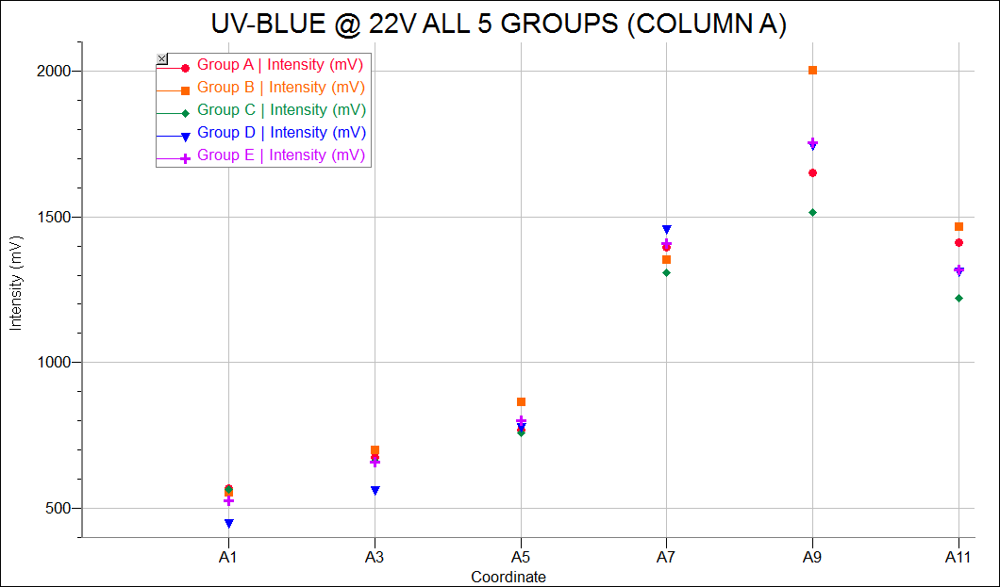 UV-BLUE @ 22V ALL 5 GROUPS (COLUMN A)
Group A | Intensity (mV)
Group B | Intensity (mV)
Group C | Intensity (mV)
Group D | Intensity (mV)
Group E | Intensity (mV)
Intensity (mV)
2000
1500
1000
500
A1 A3 A5 A7 A9 A11
Coordinate